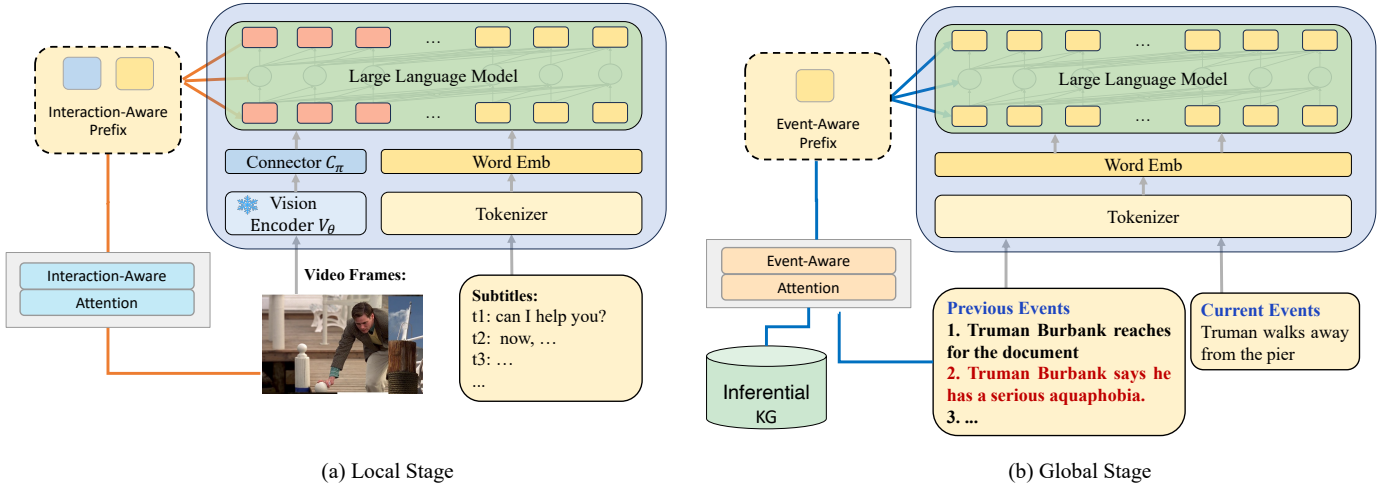 Interaction-Aware
Prefix
Large Language Model
...
Connector C_π
Word Emb
Vision
Encoder V_θ
Tokenizer
Interaction-Aware
Attention
Video Frames:
Subtitles:
t1: can I help you?
t2: now, …
t3: …
...
(a) Local Stage
Event-Aware
Prefix
Large Language Model
...
Word Emb
Tokenizer
Event-Aware
Attention
Inferential
KG
Previous Events
1. Truman Burbank reaches
for the document
2. Truman Burbank says he
has a serious aquaphobia.
3. ...
Current Events
Truman walks away
from the pier
(b) Global Stage